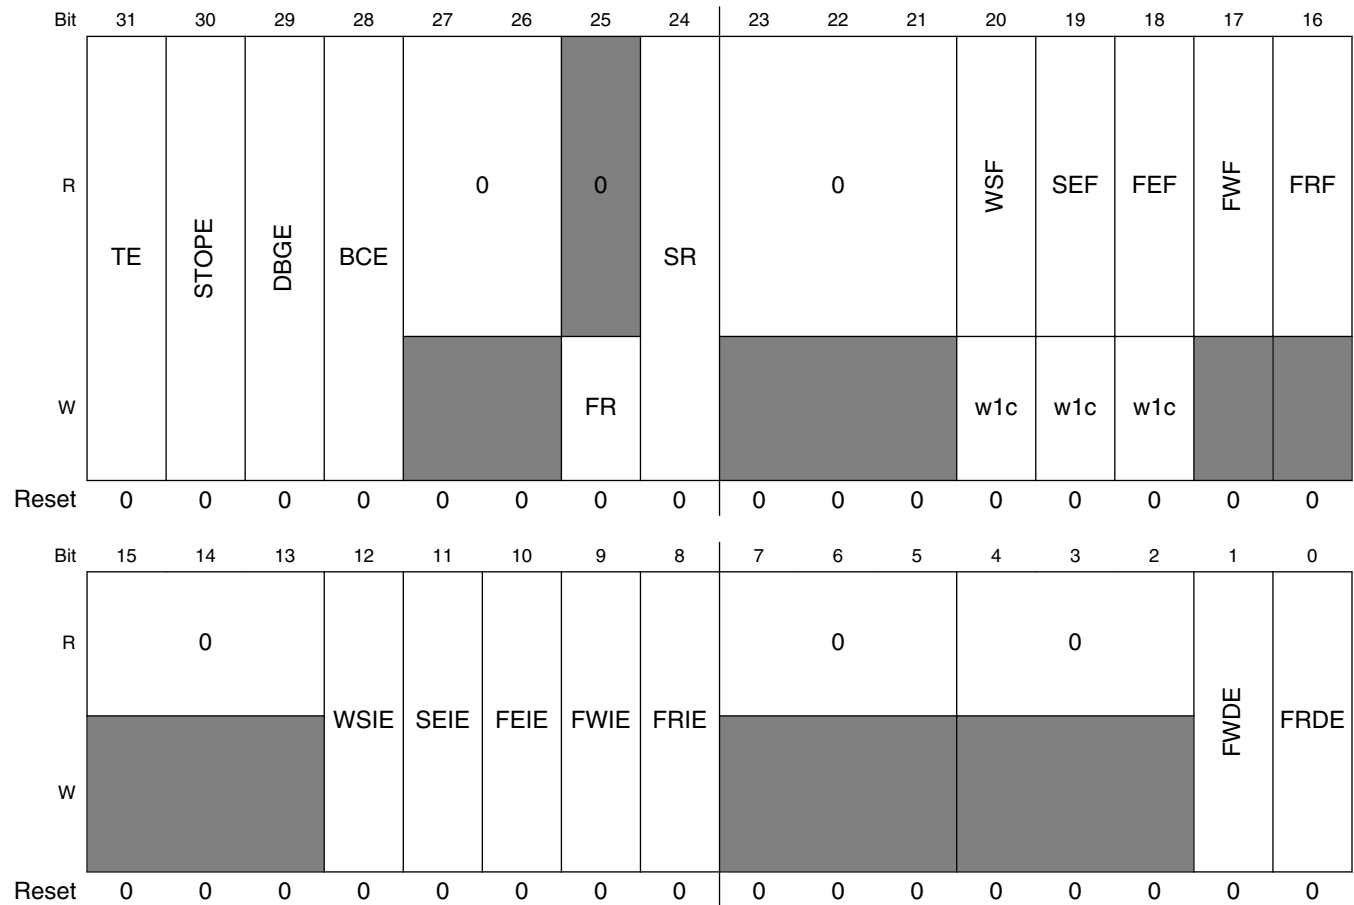 Bit 31 30 29 28 27 26 25 24 23 22 21 20 19 18 17 16
R TE STOPE DBGE BCE 0 0 SR 0 WSF SEF FEF FWF FRF
W FR w1c w1c w1c
Reset 0 0 0 0 0 0 0 0 0 0 0 0 0 0 0 0
Bit 15 14 13 12 11 10 9 8 7 6 5 4 3 2 1 0
R 0 WSIE SEIE FEIE FWIE FRIE 0 0 FWDE FRDE
W
Reset 0 0 0 0 0 0 0 0 0 0 0 0 0 0 0 0